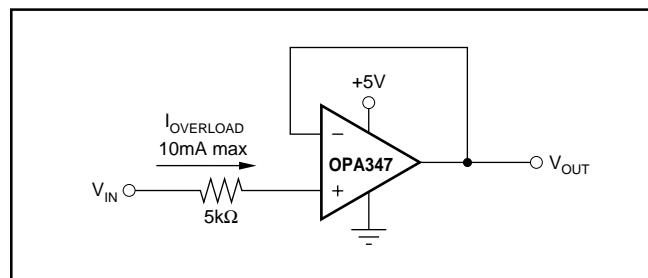 +5V
I_OVERLOAD
10mA max
−
OPA347
+
V_IN
5kΩ
V_OUT